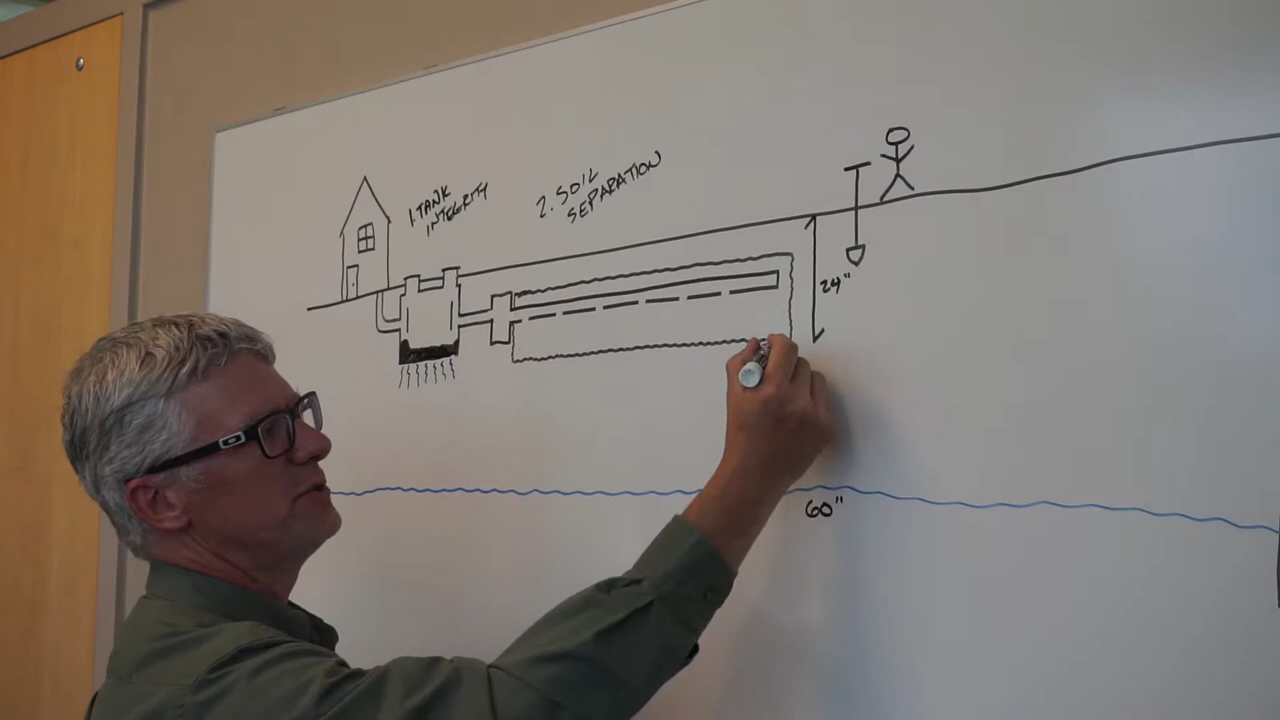 1. TANK
INTEGRITY
2. SOIL
SEPARATION
24"
60"